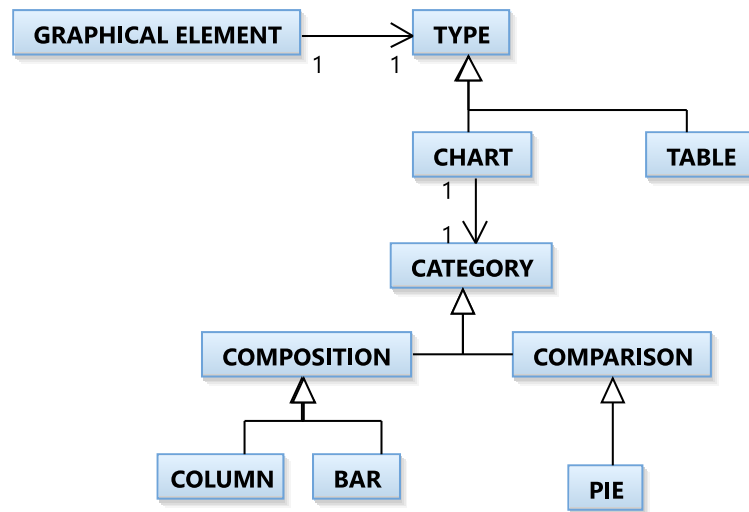 GRAPHICAL ELEMENT
TYPE
1
1
CHART
TABLE
1
1
CATEGORY
COMPOSITION
COMPARISON
COLUMN
BAR
PIE